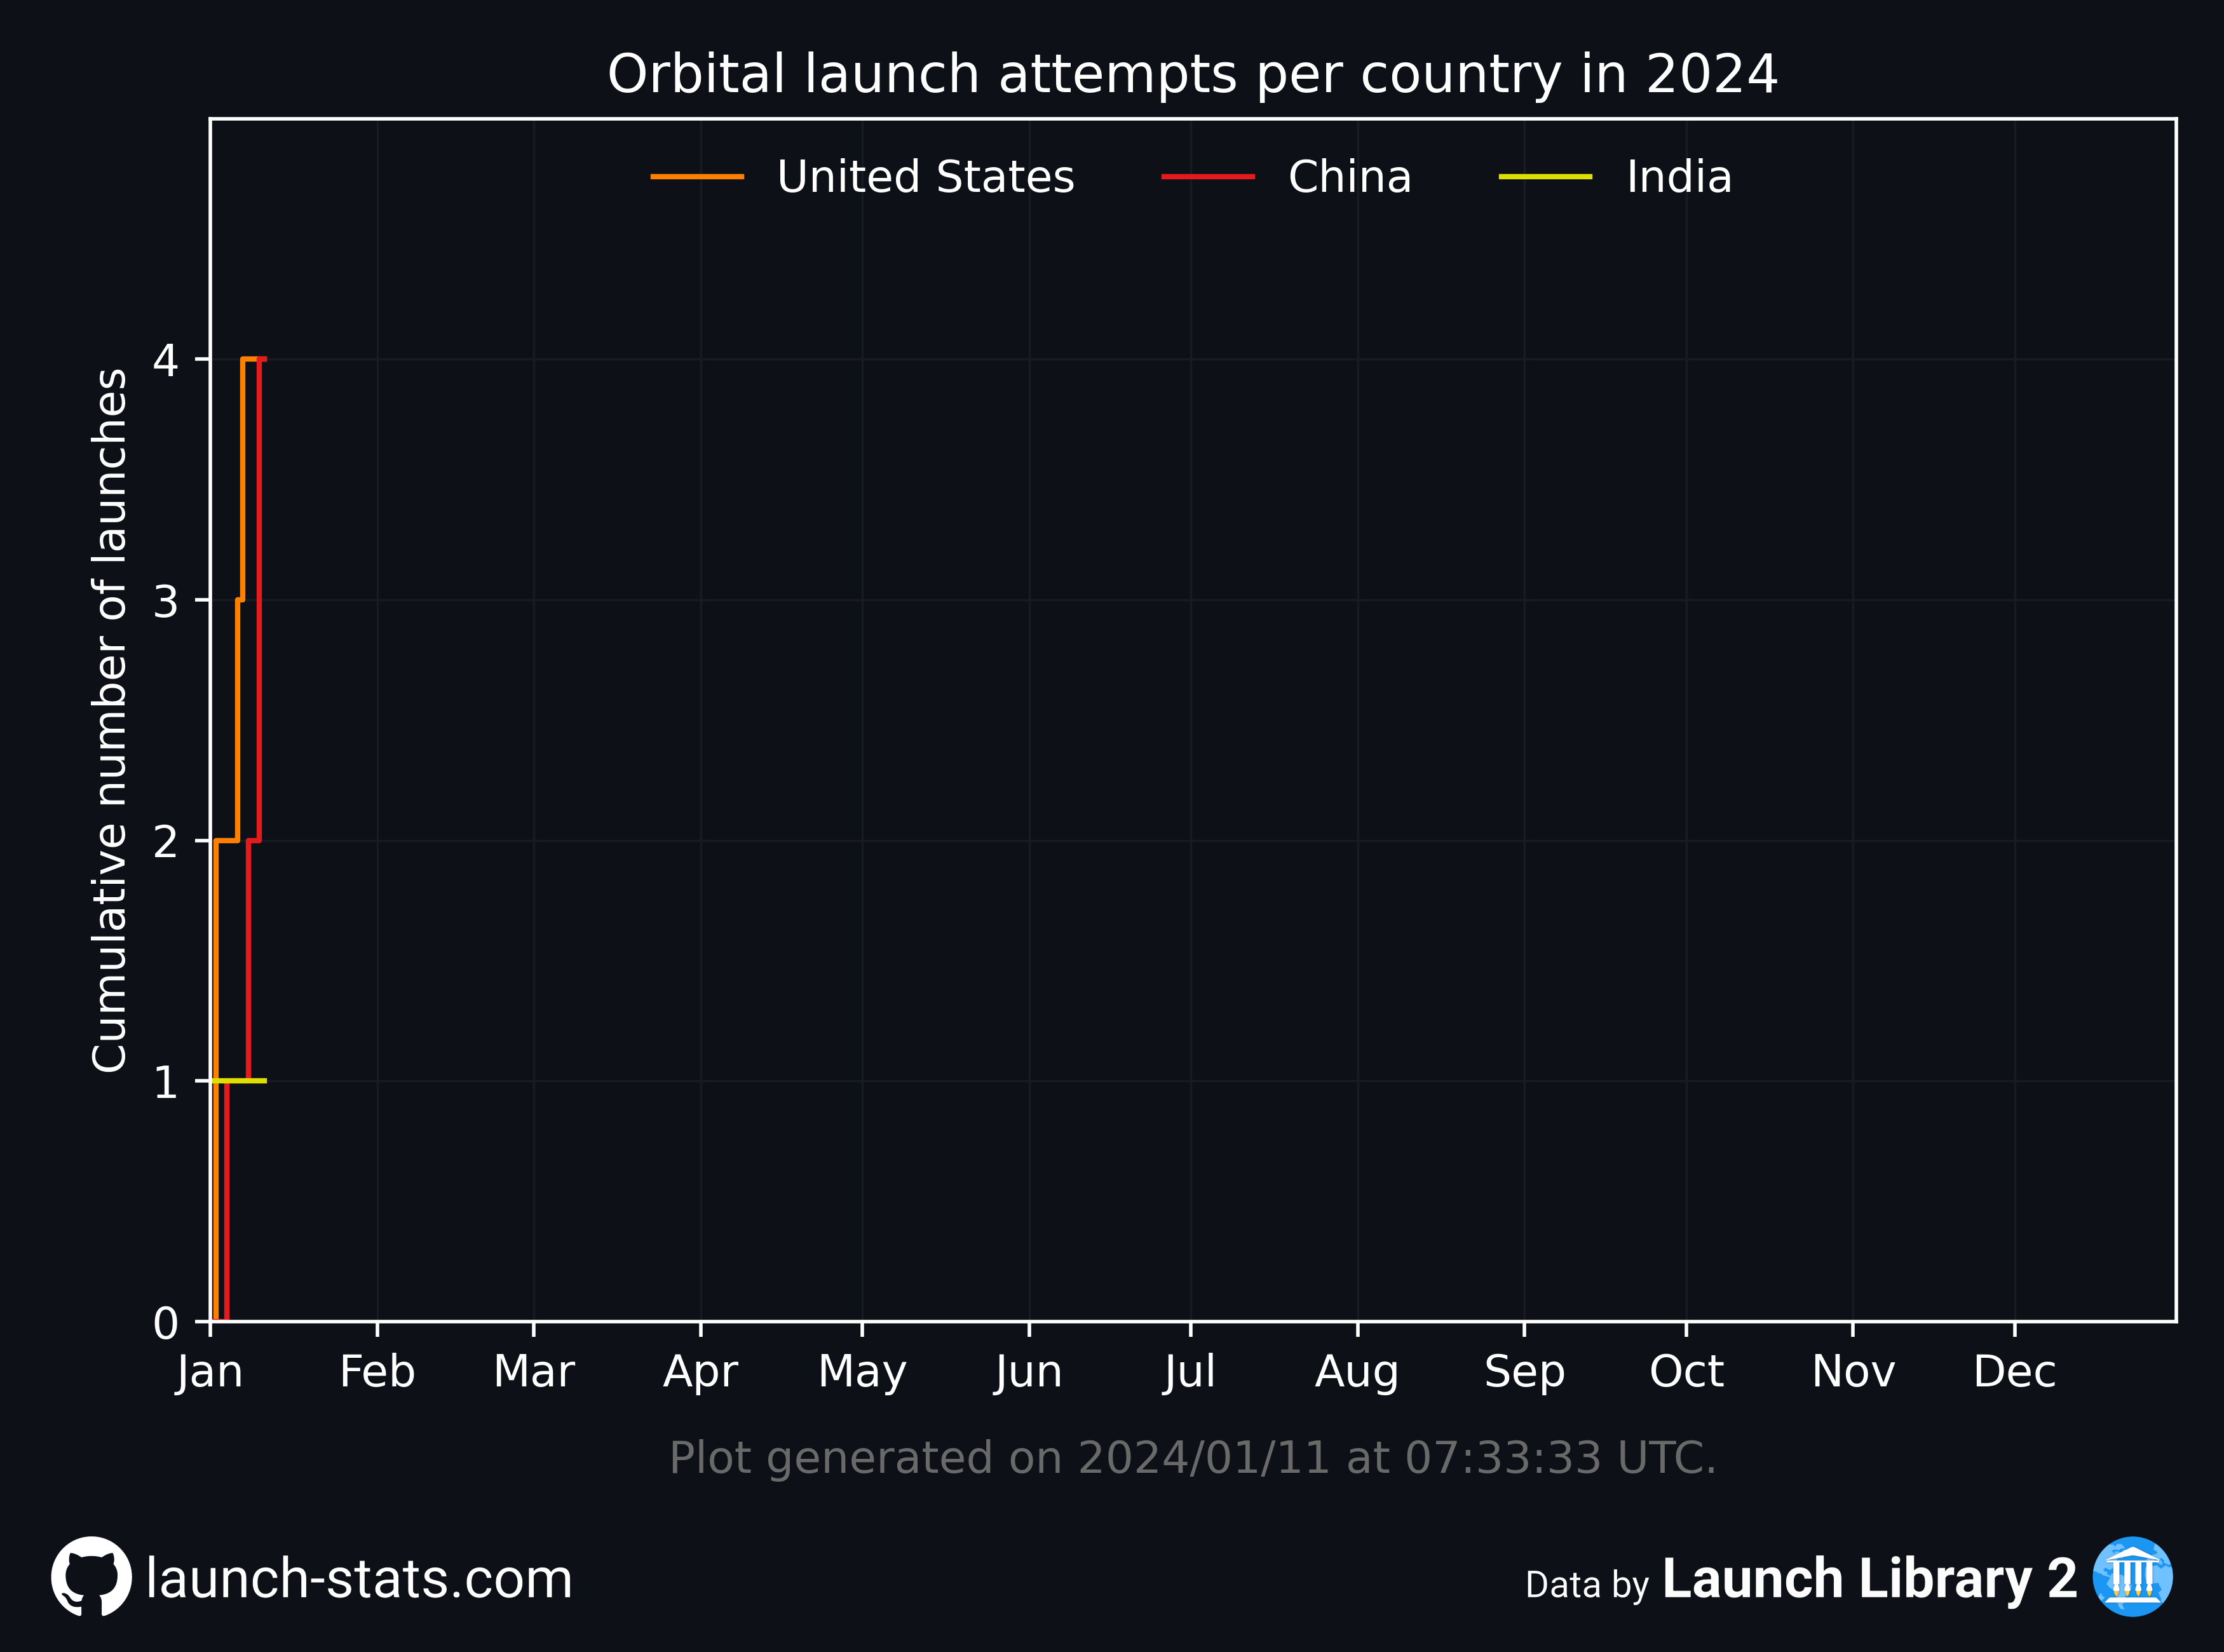 Orbital launch attempts per country in 2024
United States
China
India
Cumulative number of launches
4
3
2
1
0
Jan Feb Mar Apr May Jun Jul Aug Sep Oct Nov Dec
Plot generated on 2024/01/11 at 07:33:33 UTC.
launch-stats.com
Data by Launch Library 2